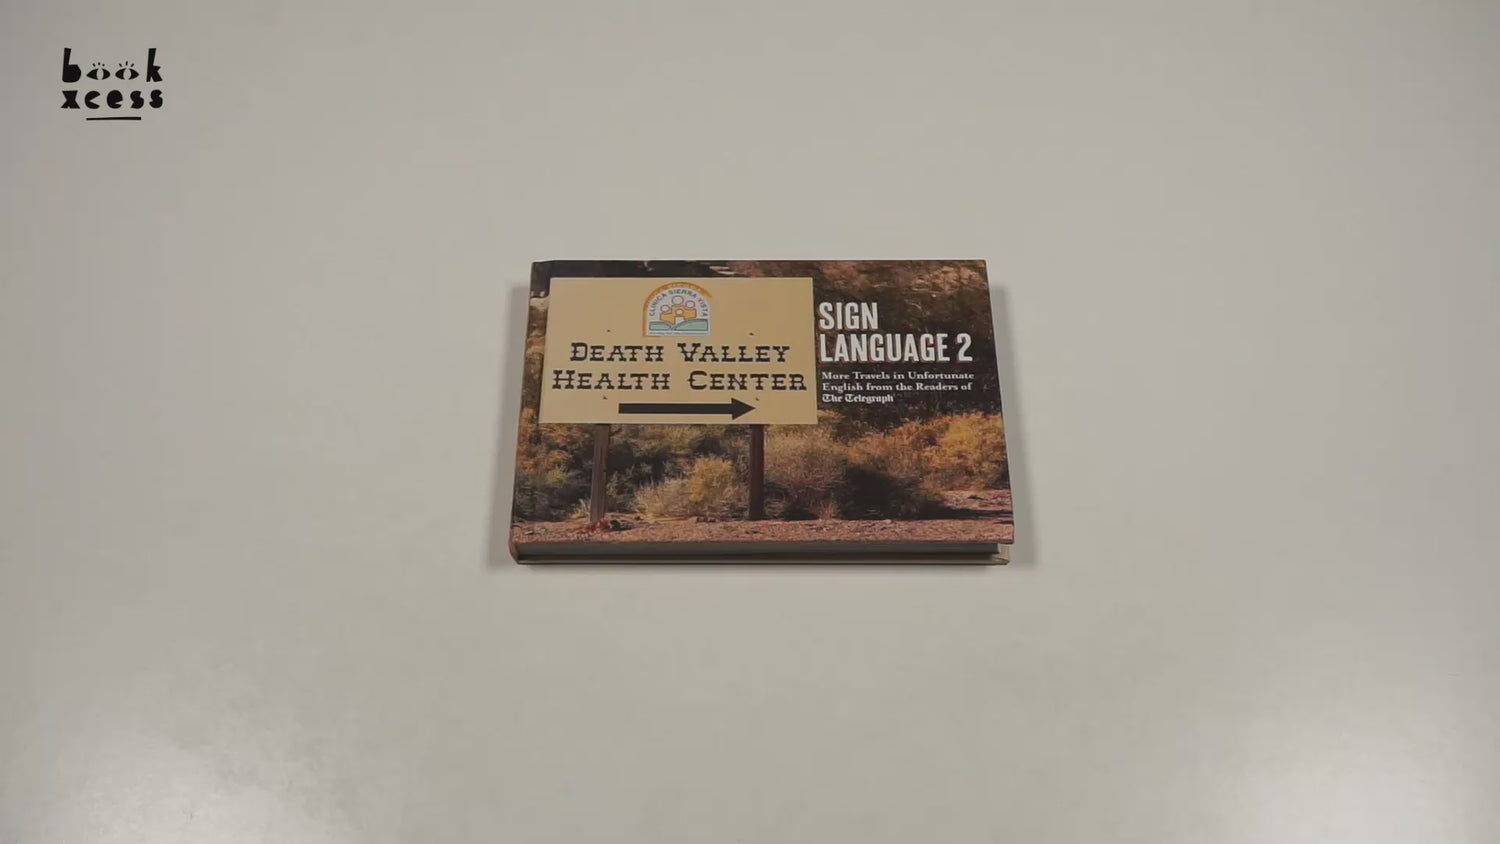 book
xcess
CLINICA SIERRA VISTA
DEATH VALLEY
HEALTH CENTER
SIGN
LANGUAGE 2
More Travels in Unfortunate
English from the Readers of
The Telegraph